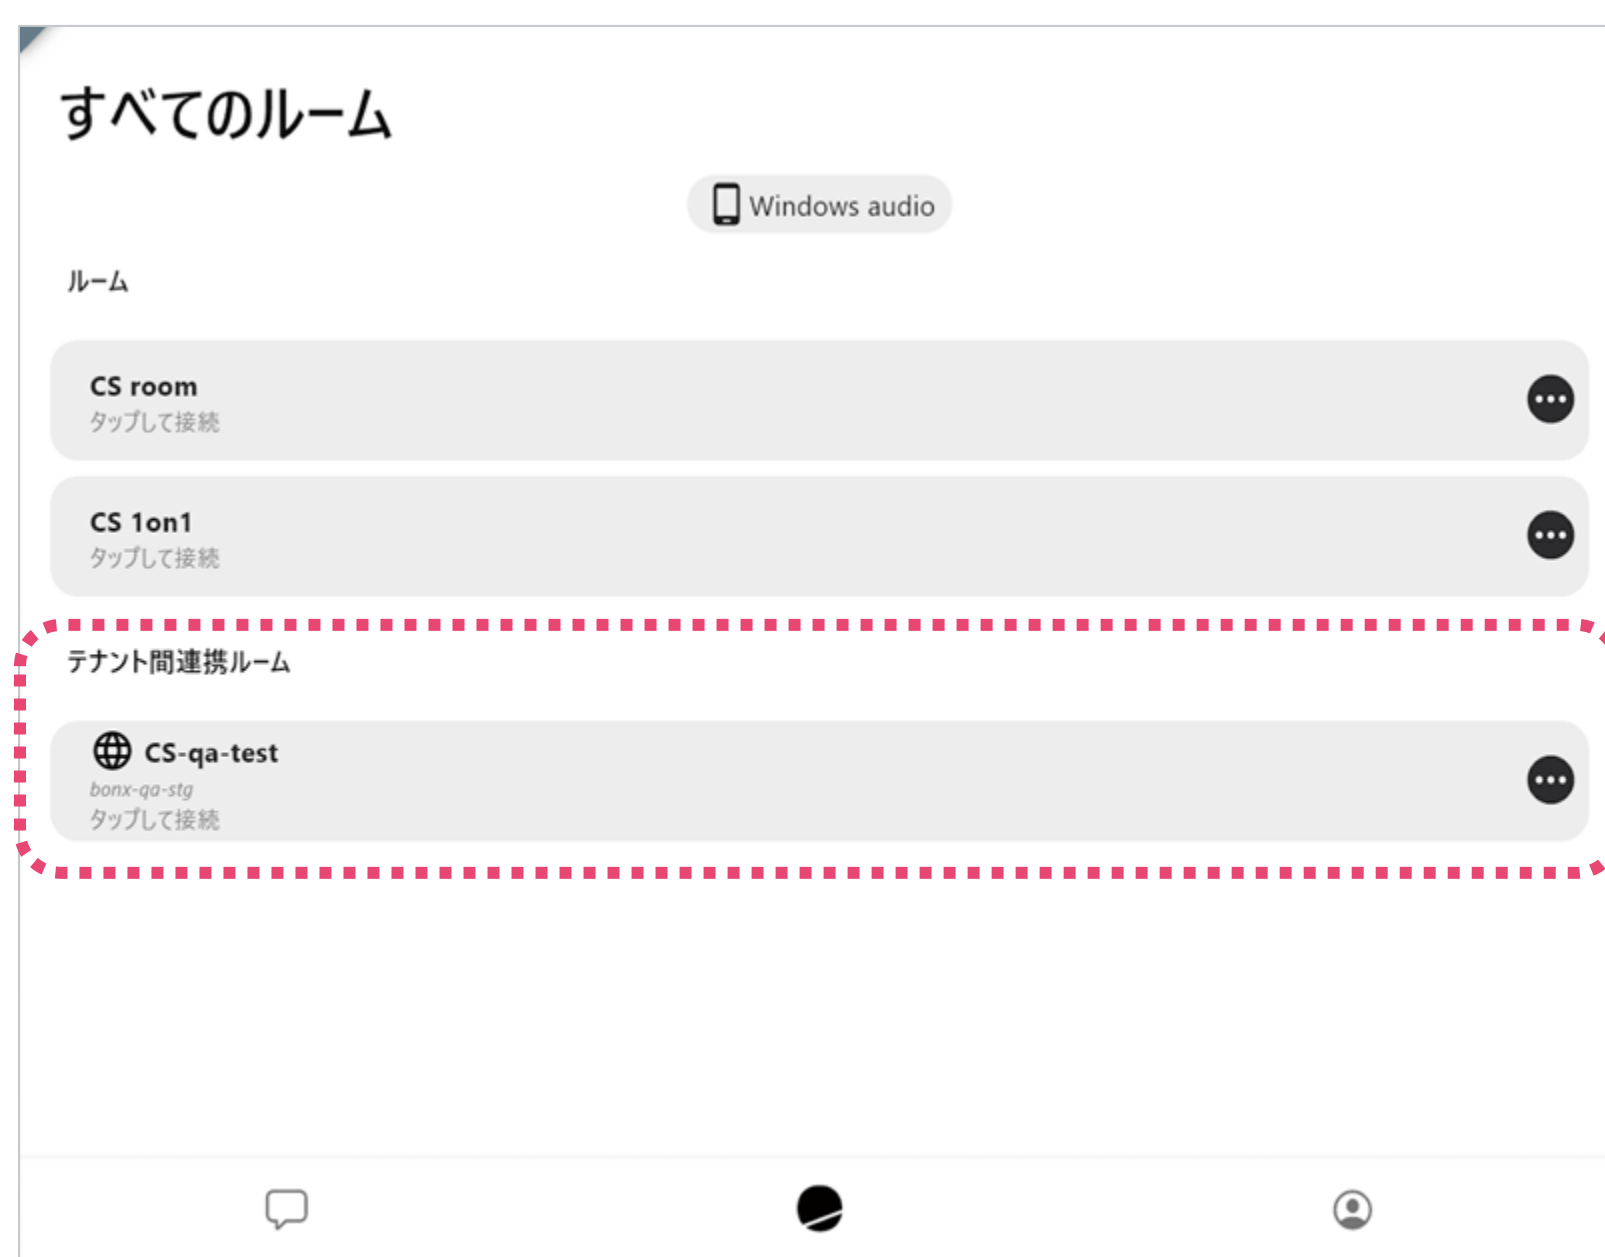 すべてのルーム
Windows audio
ルーム
CS room
タップして接続
CS 1on1
タップして接続
テナント間連携ルーム
CS-qa-test
bonx-qa-stg
タップして接続